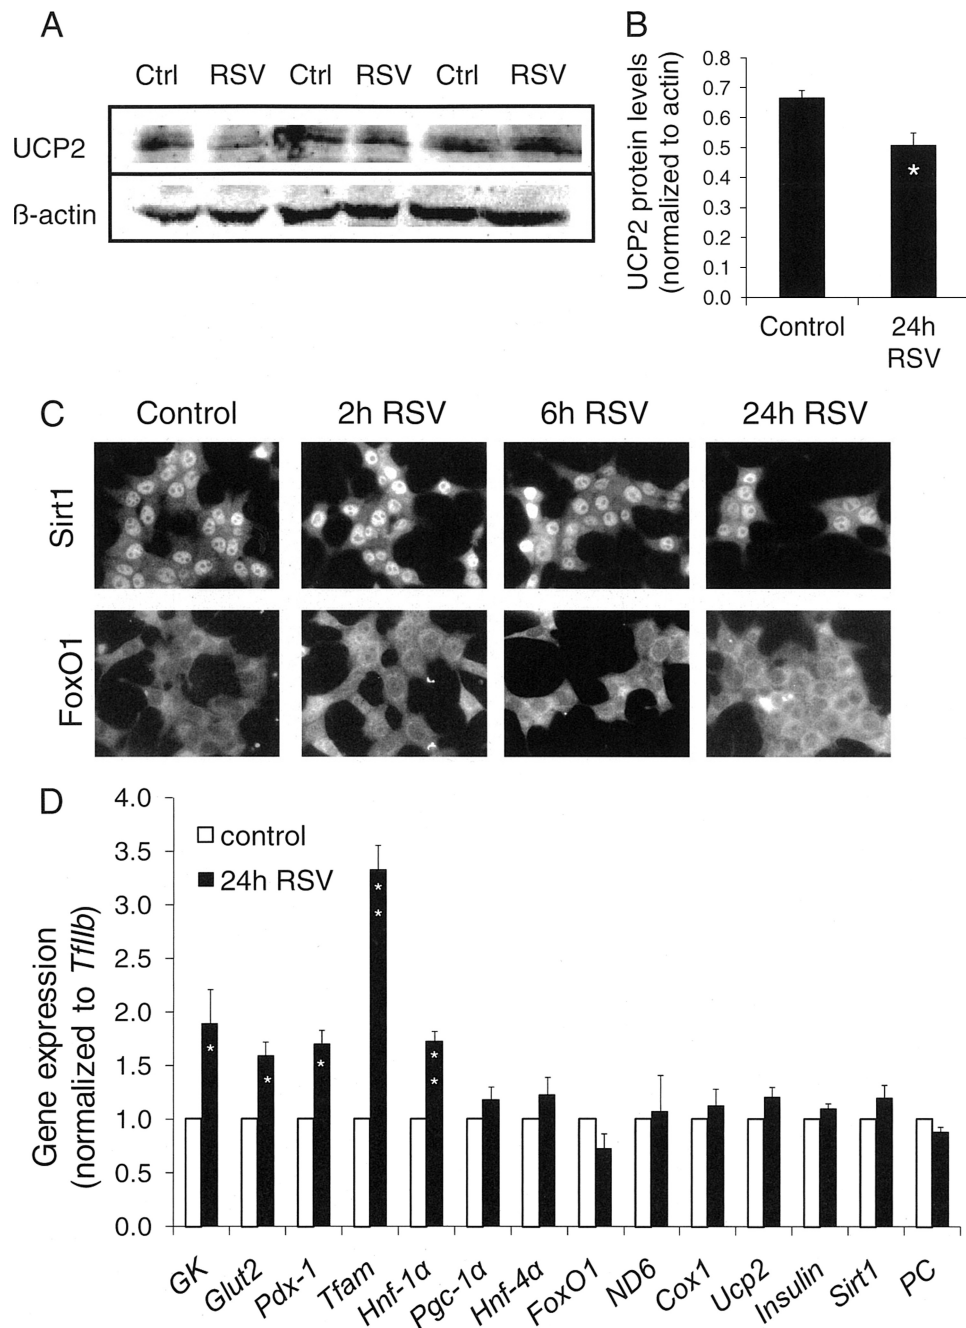 A
Ctrl RSV Ctrl RSV Ctrl RSV
UCP2
ß-actin
B
UCP2 protein levels
(normalized to actin)
0.8
0.7
0.6
0.5
0.4
0.3
0.2
0.1
0.0
*
Control
24h
RSV
C
Control 2h RSV 6h RSV 24h RSV
Sirt1
FoxO1
D
Gene expression
(normalized to TfIIb)
4.0
3.5
3.0
2.5
2.0
1.5
1.0
0.5
0.0
control
24h RSV
* * * * * * *
GK Glut2 Pdx-1 Tfam Hnf-1α Pgc-1α Hnf-4α FoxO1 ND6 Cox1 Ucp2 Insulin Sirt1 PC